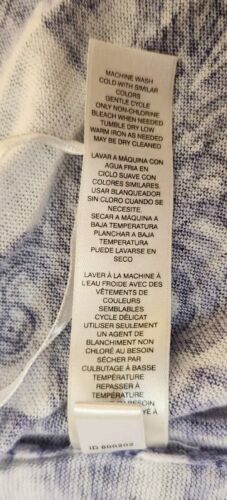 MACHINE WASH
COLD WITH SIMILAR
COLORS
GENTLE CYCLE
ONLY NON-CHLORINE
BLEACH WHEN NEEDED
TUMBLE DRY LOW
WARM IRON AS NEEDED
MAY BE DRY CLEANED
LAVAR A MÁQUINA CON
AGUA FRIA EN
CICLO SUAVE CON
COLORES SIMILARES
USAR BLANQUEADOR
SIN CLORO CUANDO SE
NECESITE.
SECAR A MÁQUINA A
BAJA TEMPERATURA
PLANCHAR A BAJA
TEMPERATURA
PUEDE LAVARSE EN
SECO
LAVER À LA MACHINE À
L'EAU FROIDE AVEC DES
VÊTEMENTS DE
COULEURS
SEMBLABLES
CYCLE DÉLICAT
UTILISER SEULEMENT
UN AGENT DE
BLANCHIMENT NON
CHLORÉ AU BESOIN
SÉCHER PAR
CULBUTAGE À BASSE
TEMPÉRATURE
REPASSER À
TEMPÉRATURE
BESOIN
À